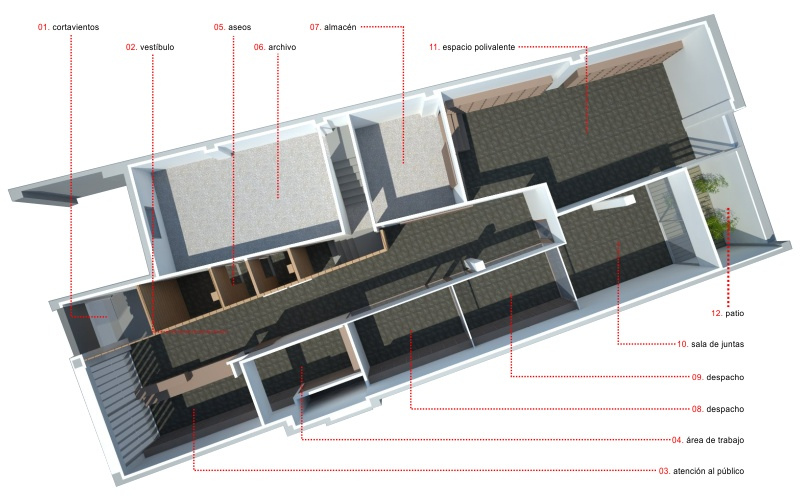 01. cortavientos
05. aseos
07. almacén
02. vestíbulo
06. archivo
11. espacio polivalente
12. patio
10. sala de juntas
09. despacho
08. despacho
04. área de trabajo
03. atención al público